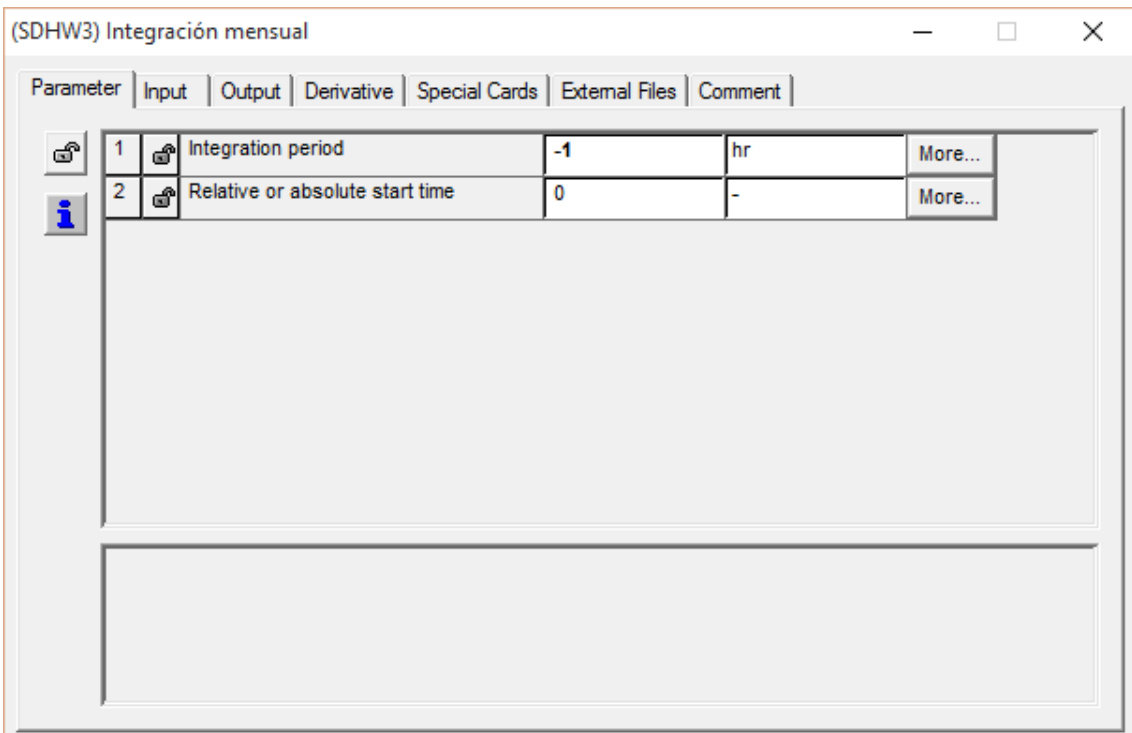 (SDHW3) Integración mensual
Parameter Input Output Derivative Special Cards External Files Comment
1 Integration period -1 hr More...
2 Relative or absolute start time 0 - More...
i